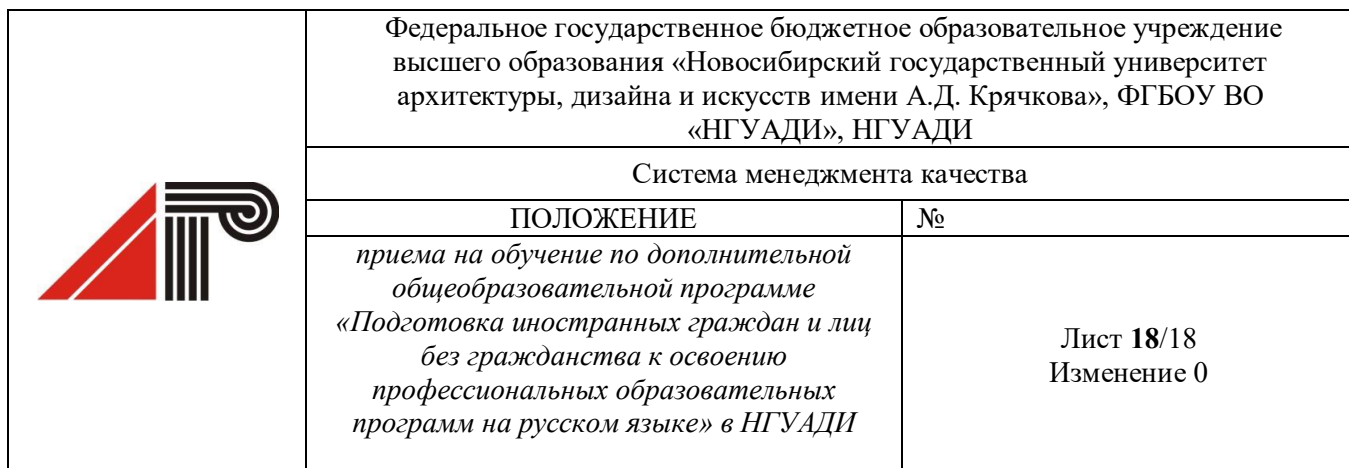 Федеральное государственное бюджетное образовательное учреждение
высшего образования «Новосибирский государственный университет
архитектуры, дизайна и искусств имени А.Д. Крячкова», ФГБОУ ВО
«НГУАДИ», НГУАДИ
Система менеджмента качества
ПОЛОЖЕНИЕ
№
приема на обучение по дополнительной
общеобразовательной программе
«Подготовка иностранных граждан и лиц
без гражданства к освоению
профессиональных образовательных
программ на русском языке» в НГУАДИ
Лист 18/18
Изменение 0